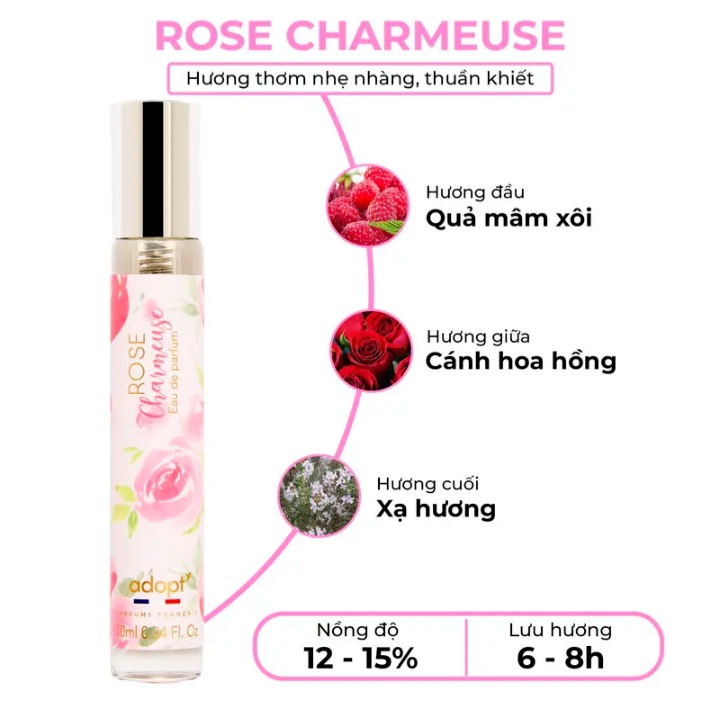 ROSE CHARMEUSE
Hương thơm nhẹ nhàng, thuần khiết
Hương đầu
Quả mâm xôi
Hương giữa
Cánh hoa hồng
Hương cuối
Xạ hương
ROSE
Charmeuse
Eau de parfum
adopt'
PARFUMS FRANÇAIS
Fl. Oz
Nồng độ
12 - 15%
Lưu hương
6 - 8h